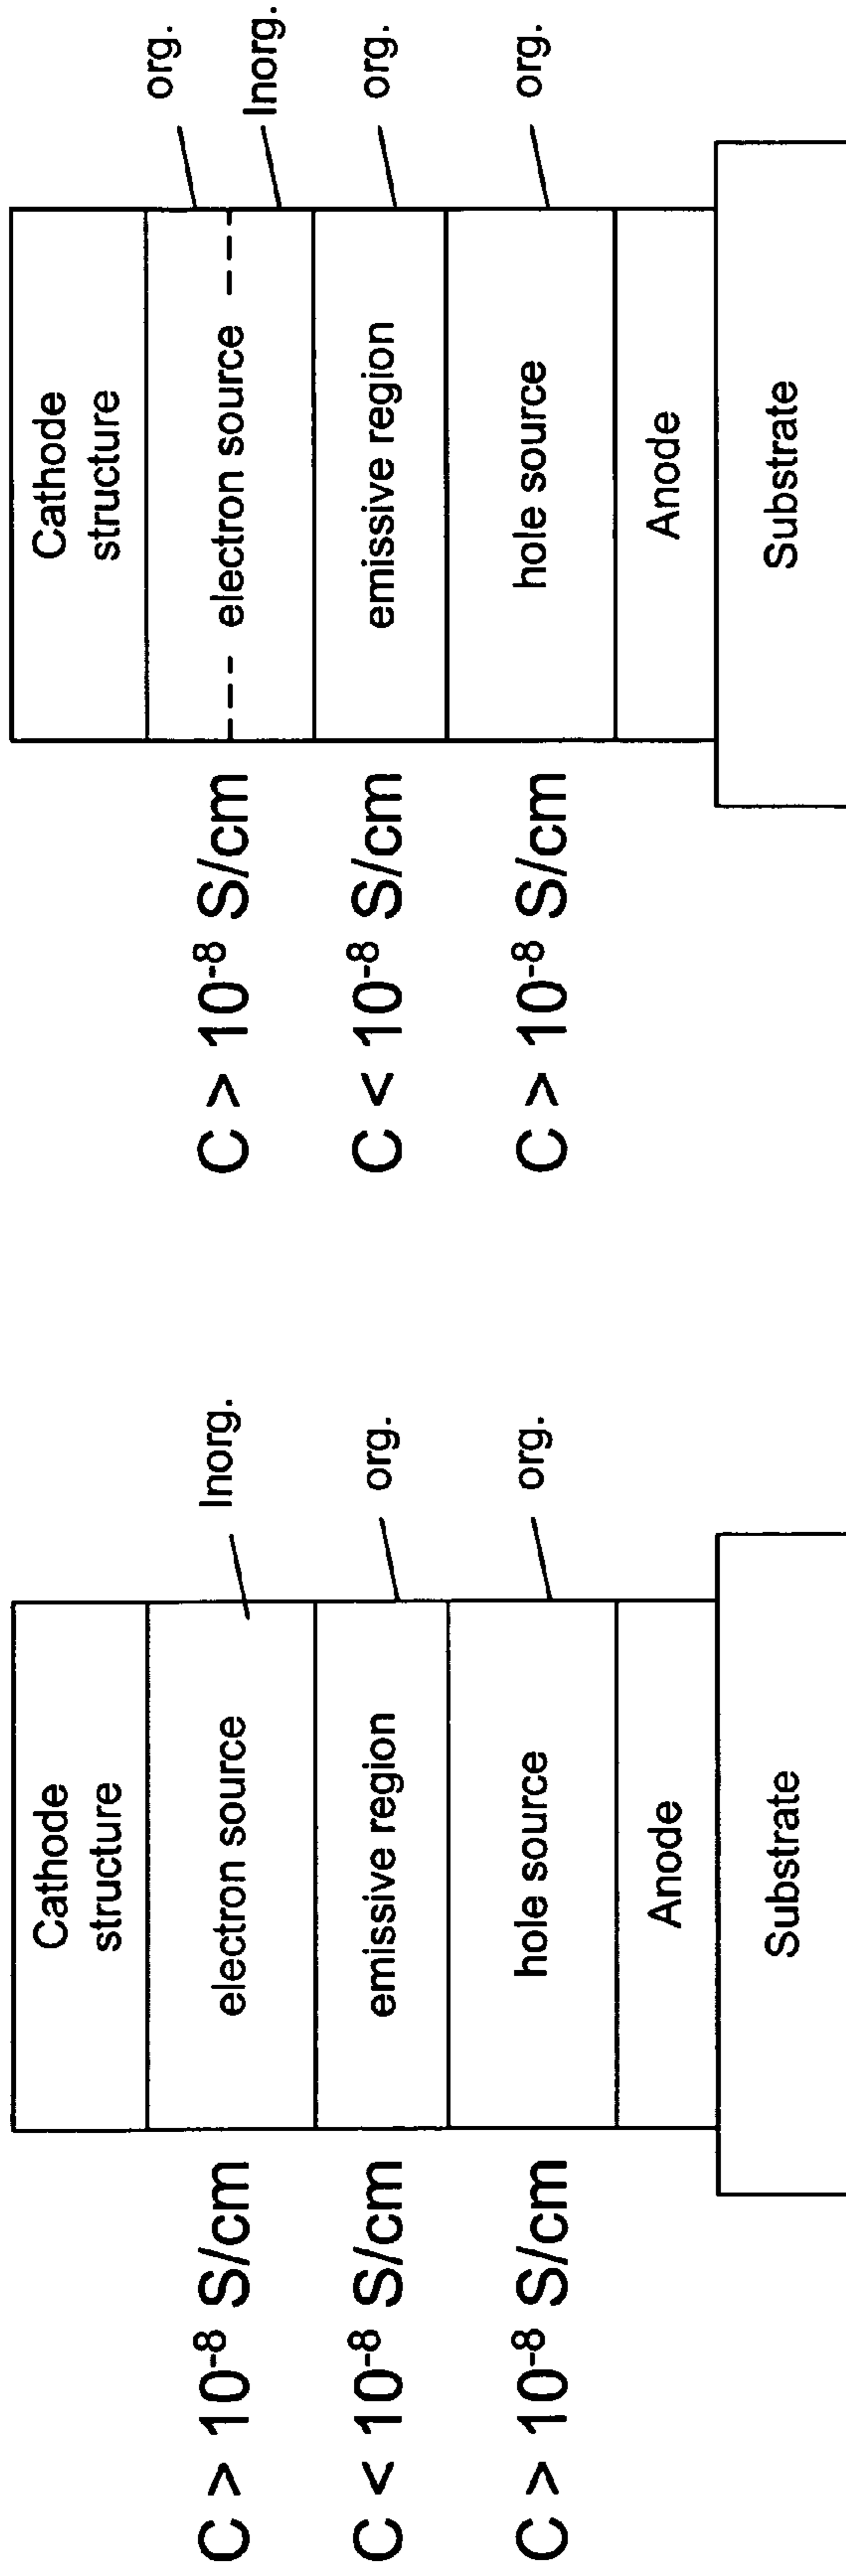 Cathode
structure
C > 10⁻⁸ S/cm
electron source
Inorg.
C < 10⁻⁸ S/cm
emissive region
org.
C > 10⁻⁸ S/cm
hole source
org.
Anode
Substrate
Cathode
structure
org.
C > 10⁻⁸ S/cm
electron source
Inorg.
C < 10⁻⁸ S/cm
emissive region
org.
C > 10⁻⁸ S/cm
hole source
org.
Anode
Substrate